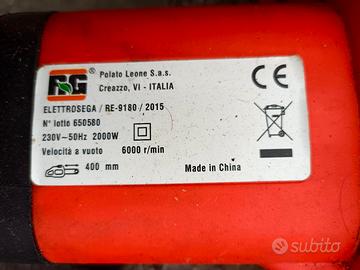 RG ®
Polato Leone S.a.s.
Creazzo, VI - ITALIA
CE
ELETTROSEGA / RE-9180 / 2015
N° lotto 650580
230V~50Hz 2000W
Velocità a vuoto 6000 r/min
400 mm
Made in China
subito